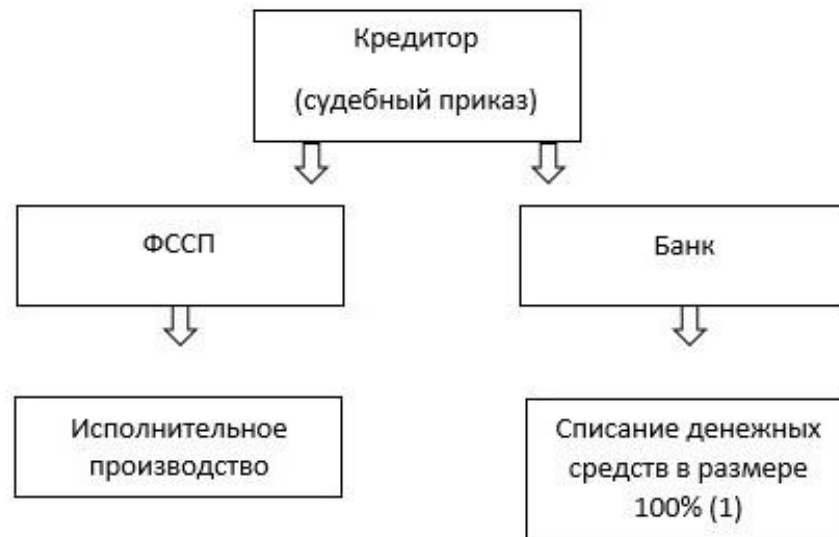 Кредитор
(судебный приказ)
ФССП
Банк
Исполнительное
производство
Списание денежных
средств в размере
100% (1)